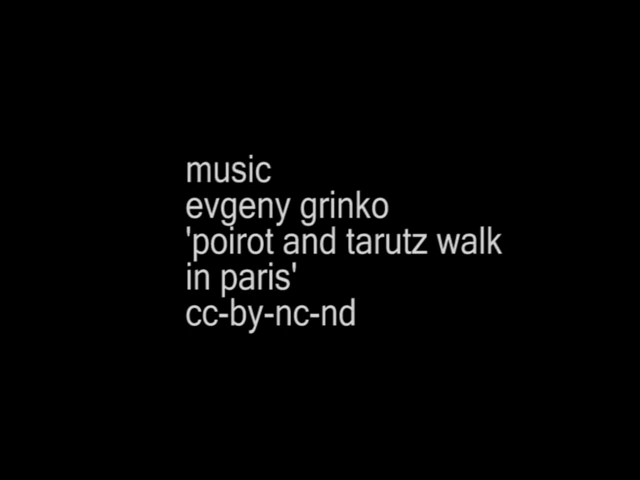 music
evgeny grinko
'poirot and tarutz walk
in paris'
cc-by-nc-nd